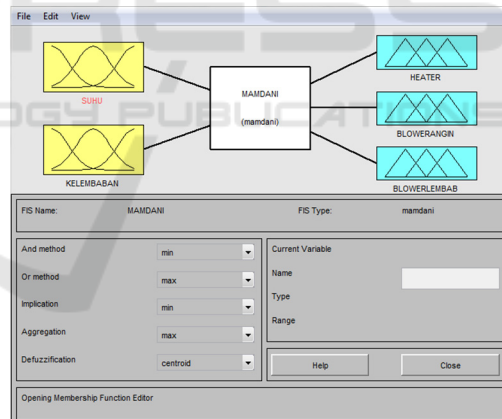 File Edit View
SUHU
KELEMBABAN
MAMDANI
(mamdani)
HEATER
BLOWERANGIN
BLOWERLEMBAB
FIS Name: MAMDANI FIS Type: mamdani
And method min
Or method max
Implication min
Aggregation max
Defuzzification centroid
Current Variable
Name
Type
Range
Help Close
Opening Membership Function Editor